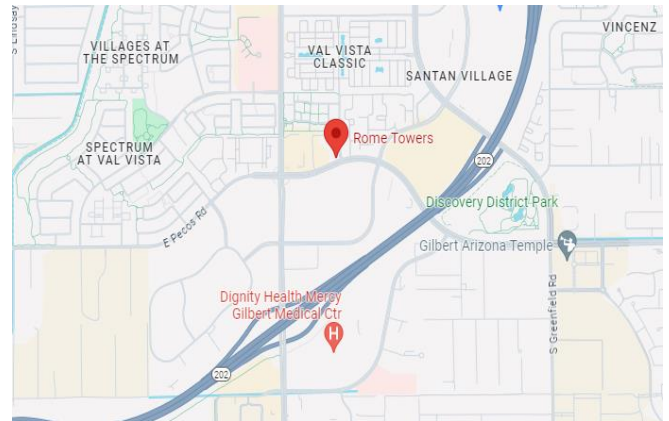 S Lindsay
VILLAGES AT
THE SPECTRUM
VAL VISTA
CLASSIC
VINCENZ
SANTAN VILLAGE
Rome Towers
SPECTRUM
AT VAL VISTA
202
Discovery District Park
E Pecos Rd
Gilbert Arizona Temple
Dignity Health Mercy
Gilbert Medical Ctr
H
S Greenfield Rd
202